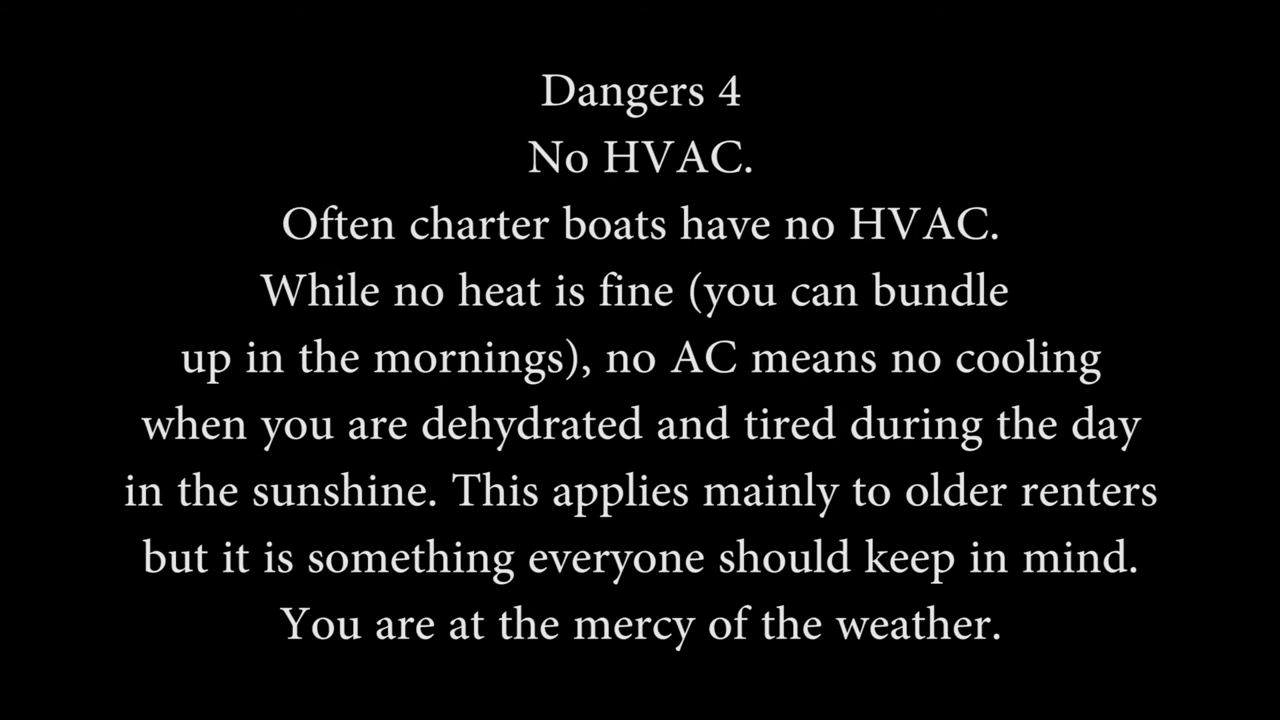 Dangers 4
No HVAC.
Often charter boats have no HVAC.
While no heat is fine (you can bundle
up in the mornings), no AC means no cooling
when you are dehydrated and tired during the day
in the sunshine. This applies mainly to older renters
but it is something everyone should keep in mind.
You are at the mercy of the weather.